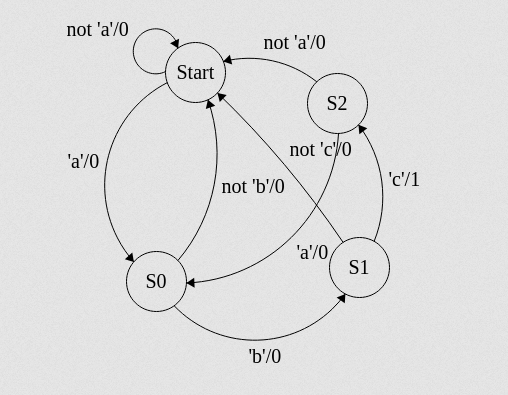 not 'a'/0
not 'a'/0
Start
S2
not 'c'/0
'a'/0
'c'/1
not 'b'/0
'a'/0
S1
S0
'b'/0